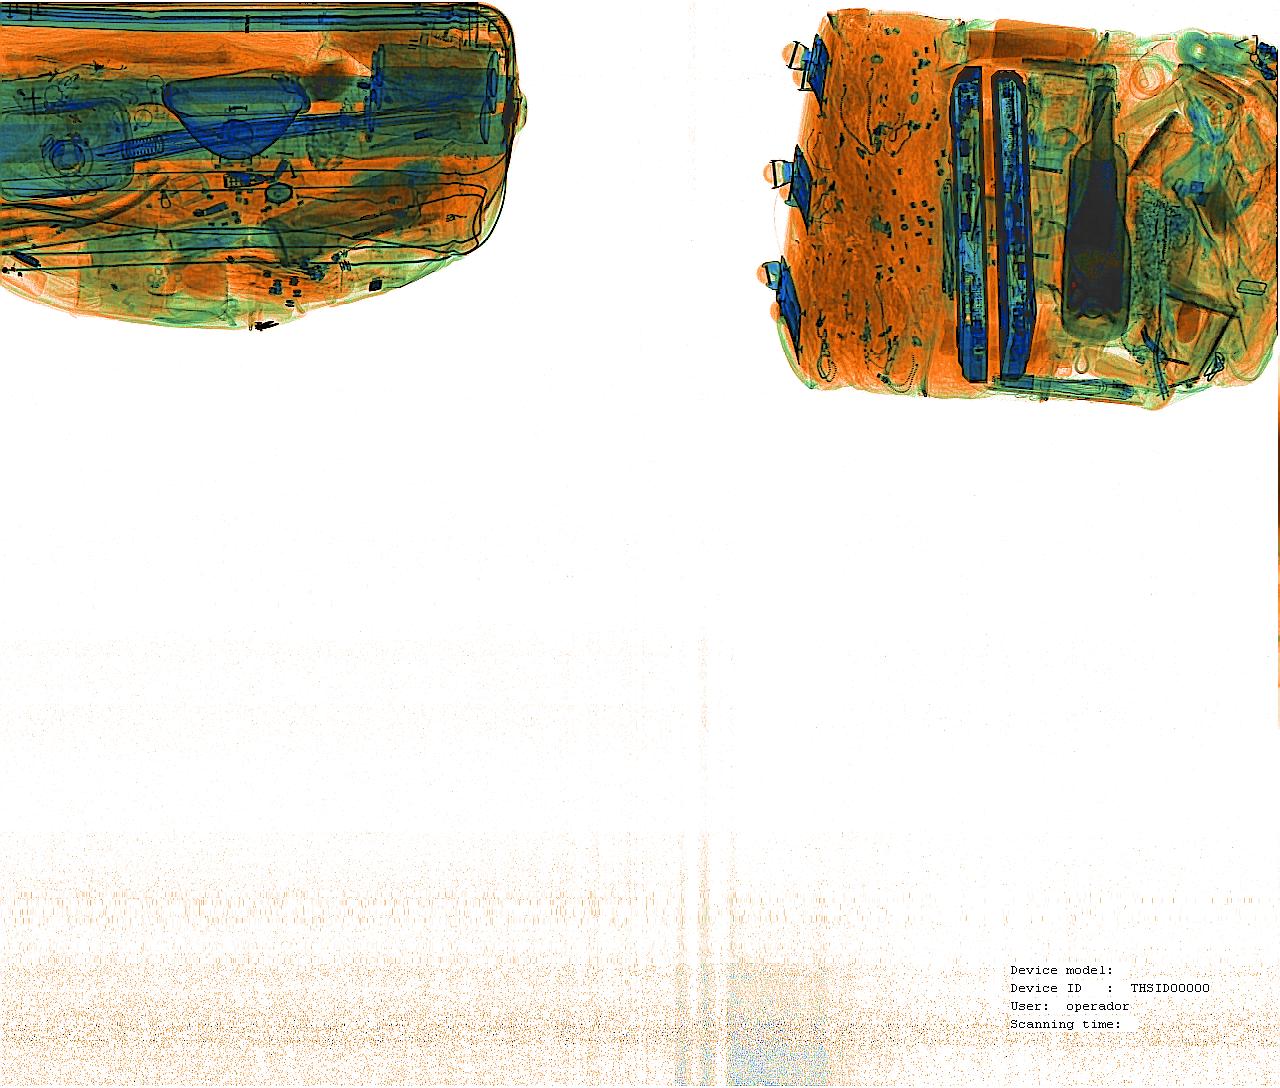 Device model:
Device ID : THSID00000
User: operador
Scanning time: